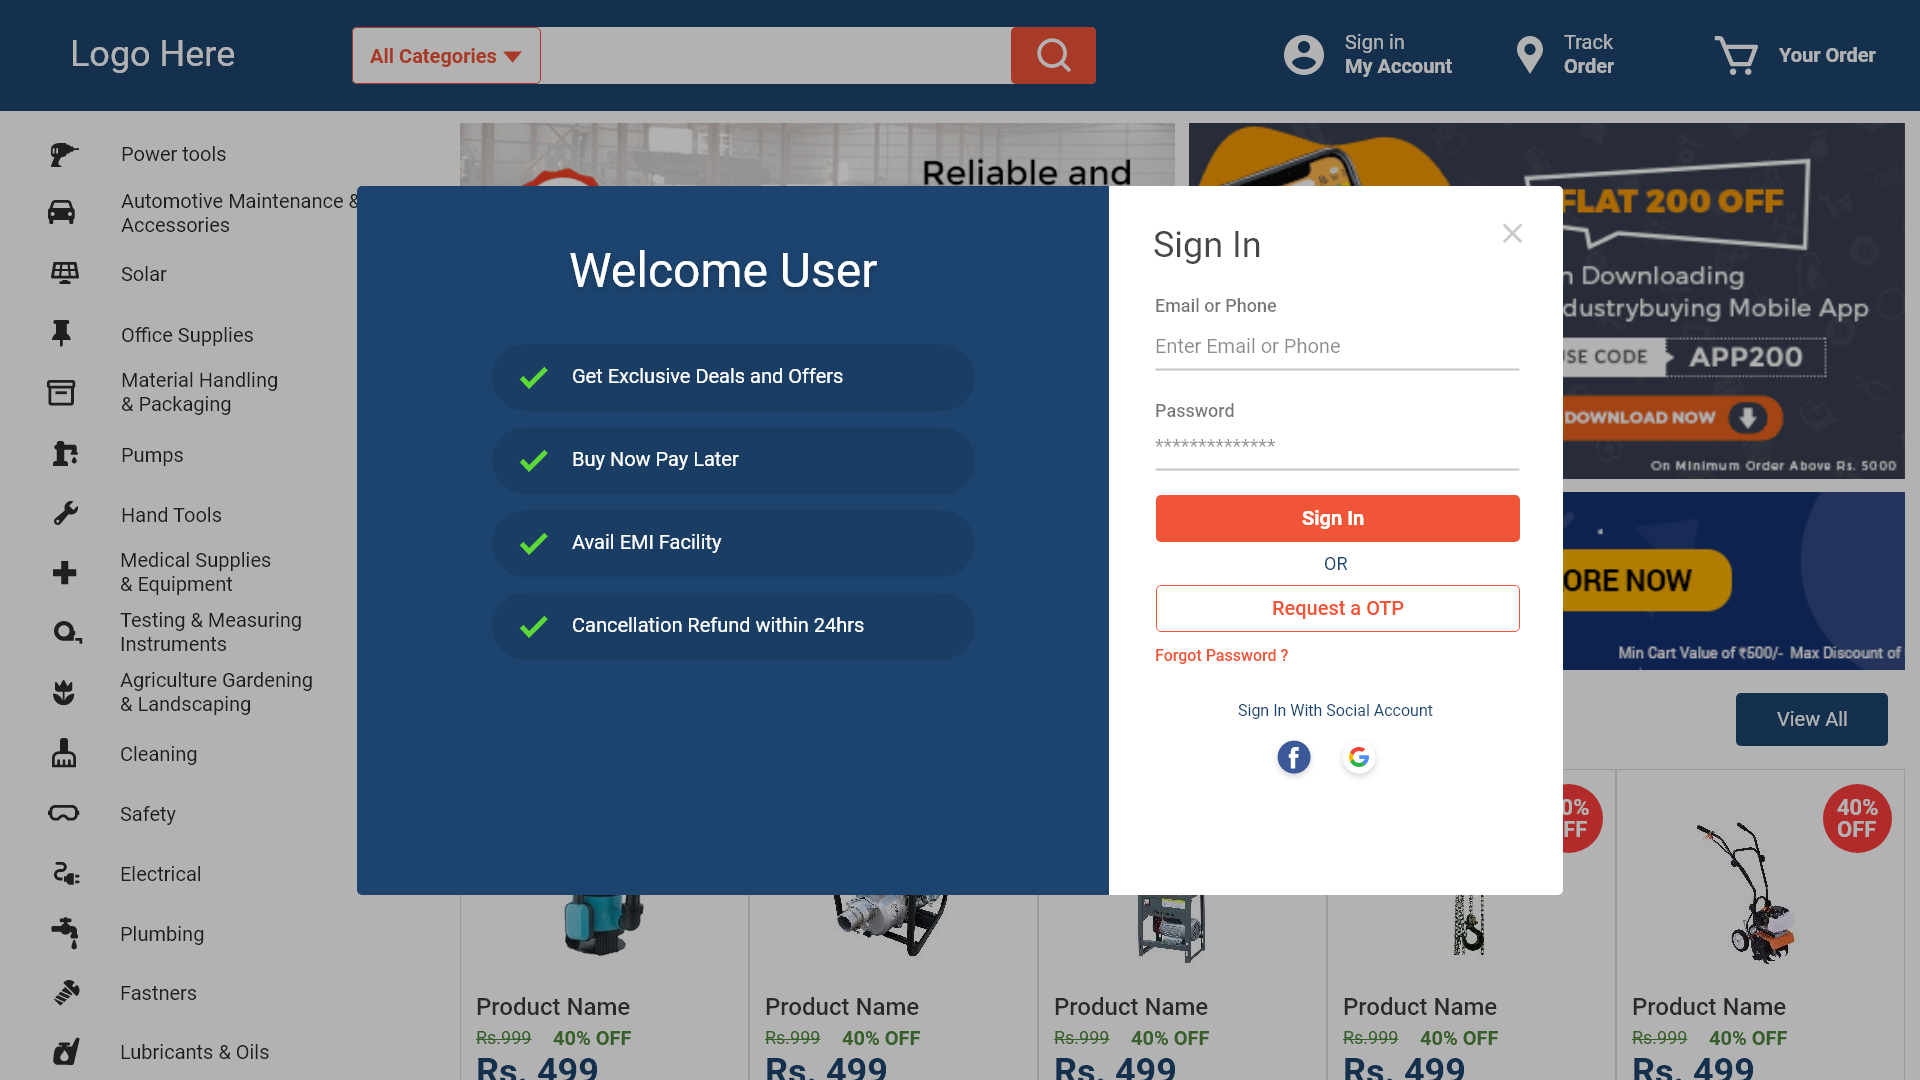 Logo Here
All Categories
Sign in
My Account
Track
Order
Your Order
Power tools
Automotive Maintenance &
Accessories
Solar
Office Supplies
Material Handling
& Packaging
Pumps
Hand Tools
Medical Supplies
& Equipment
Testing & Measuring
Instruments
Agriculture Gardening
& Landscaping
Cleaning
Safety
Electrical
Plumbing
Fastners
Lubricants & Oils
Reliable and
FLAT 200 OFF
n Downloading
dustrybuying Mobile App
USE CODE APP200
DOWNLOAD NOW
On Minimum Order Above Rs. 5000
ORE NOW
Min Cart Value of ₹500/- Max Discount of
View All
Welcome User
Get Exclusive Deals and Offers
Buy Now Pay Later
Avail EMI Facility
Cancellation Refund within 24hrs
Sign In
Email or Phone
Enter Email or Phone
Password
**************
Sign In
OR
Request a OTP
Forgot Password ?
Sign In With Social Account
0%
FF
40%
OFF
Product Name
Rs.999 40% OFF
Rs. 499
Product Name
Rs.999 40% OFF
Rs. 499
Product Name
Rs.999 40% OFF
Rs. 499
Product Name
Rs.999 40% OFF
Rs. 499
Product Name
Rs.999 40% OFF
Rs. 499